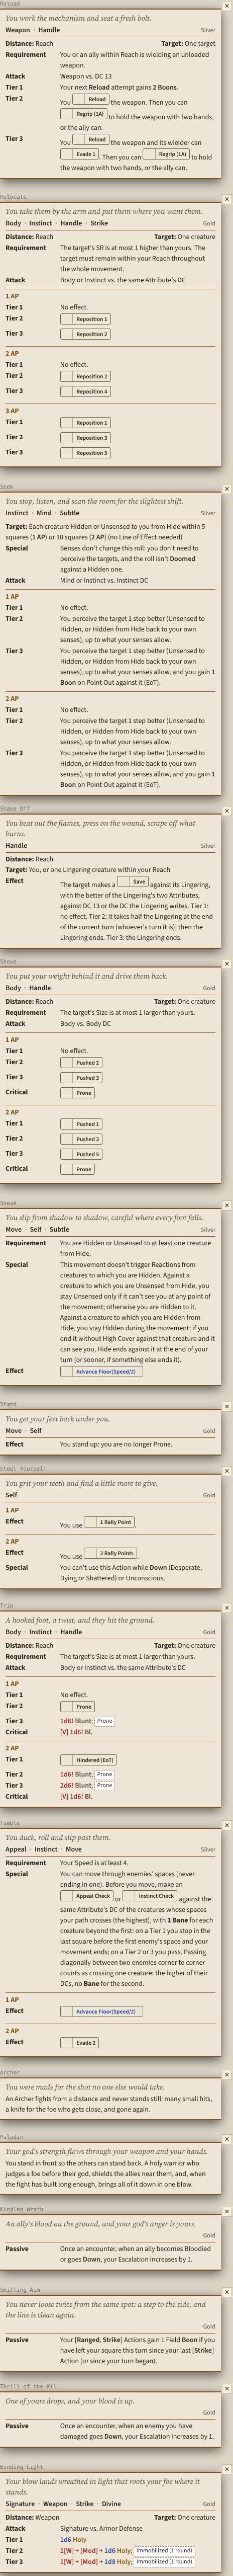 Reload
×
You work the mechanism and seat a fresh bolt.
Weapon · Handle Silver
Distance: Reach Target: One target
Requirement You or an ally within Reach is wielding an unloaded
weapon.
Attack Weapon vs. DC 13
Tier 1 Your next Reload attempt gains 2 Boons.
Tier 2 You Reload the weapon. Then you can
Regrip (1A) to hold the weapon with two hands,
or the ally can.
Tier 3 You Reload the weapon and its wielder can
Evade 1. Then you can Regrip (1A) to hold
the weapon with two hands, or the ally can.
Relocate
×
You take them by the arm and put them where you want them.
Body · Instinct · Handle · Strike Gold
Distance: Reach Target: One creature
Requirement The target's SR is at most 1 higher than yours. The
target must remain within your Reach throughout
the whole movement.
Attack Body or Instinct vs. the same Attribute's DC
1 AP
Tier 1 No effect.
Tier 2 Reposition 1
Tier 3 Reposition 2
2 AP
Tier 1 No effect.
Tier 2 Reposition 2
Tier 3 Reposition 4
3 AP
Tier 1 Reposition 1
Tier 2 Reposition 3
Tier 3 Reposition 5
Seek
×
You stop, listen, and scan the room for the slightest shift.
Instinct · Mind · Subtle Silver
Target: Each creature Hidden or Unsensed to you from Hide within 5
squares (1 AP) or 10 squares (2 AP) (no Line of Effect needed)
Special Senses don't change this roll: you don't need to
perceive the targets, and the roll isn't Doomed
against a Hidden one.
Attack Mind or Instinct vs. Instinct DC
1 AP
Tier 1 No effect.
Tier 2 You perceive the target 1 step better (Unsensed to
Hidden, or Hidden from Hide back to your own
senses), up to what your senses allow.
Tier 3 You perceive the target 1 step better (Unsensed to
Hidden, or Hidden from Hide back to your own
senses), up to what your senses allow, and you gain 1
Boon on Point Out against it (EoT).
2 AP
Tier 1 No effect.
Tier 2 You perceive the target 1 step better (Unsensed to
Hidden, or Hidden from Hide back to your own
senses), up to what your senses allow.
Tier 3 You perceive the target 1 step better (Unsensed to
Hidden, or Hidden from Hide back to your own
senses), up to what your senses allow, and you gain 1
Boon on Point Out against it (EoT).
Shake Off
×
You beat out the flames, press on the wound, scrape off what
burns.
Handle Silver
Distance: Reach
Target: You, or one Lingering creature within your Reach
Effect The target makes a Save against its Lingering,
with the better of the Lingering's two Attributes,
against DC 13 or the DC the Lingering writes. Tier 1:
no effect. Tier 2: it takes half the Lingering at the end
of the current turn (whoever's turn it is), then the
Lingering ends. Tier 3: the Lingering ends.
Shove
×
You put your weight behind it and drive them back.
Body · Handle Gold
Distance: Reach Target: One creature
Requirement The target's Size is at most 1 larger than yours.
Attack Body vs. Body DC
1 AP
Tier 1 No effect.
Tier 2 Pushed 2
Tier 3 Pushed 3
Critical Prone
2 AP
Tier 1 Pushed 1
Tier 2 Pushed 3
Tier 3 Pushed 5
Critical Prone
Sneak
×
You slip from shadow to shadow, careful where every foot falls.
Move · Self · Subtle Silver
Requirement You are Hidden or Unsensed to at least one creature
from Hide.
Special This movement doesn't trigger Reactions from
creatures to which you are Hidden. Against a
creature to which you are Unsensed from Hide, you
stay Unsensed only if it can't see you at any point of
the movement; otherwise you are Hidden to it.
Against a creature to which you are Hidden from
Hide, you stay Hidden during the movement; if you
end it without High Cover against that creature and it
can see you, Hide ends against it at the end of your
turn (or sooner, if something else ends it).
Effect Advance Floor(Speed/2)
Stand
×
You get your feet back under you.
Move · Self Gold
Effect You stand up: you are no longer Prone.
Steel Yourself
×
You grit your teeth and find a little more to give.
Self Gold
1 AP
Effect You use 1 Rally Point.
2 AP
Effect You use 2 Rally Points.
Special You can't use this Action while Down (Desperate,
Dying or Shattered) or Unconscious.
Trip
×
A hooked foot, a twist, and they hit the ground.
Body · Instinct · Handle Gold
Distance: Reach Target: One creature
Requirement The target's Size is at most 1 larger than yours.
Attack Body or Instinct vs. the same Attribute's DC
1 AP
Tier 1 No effect.
Tier 2 Prone
Tier 3 1d6! Blunt; Prone
Critical [V] 1d6! Bl.
2 AP
Tier 1 Hindered (EoT)
Tier 2 1d6! Blunt; Prone
Tier 3 2d6! Blunt; Prone
Critical [V] 1d6! Bl.
Tumble
×
You duck, roll and slip past them.
Appeal · Instinct · Move Silver
Requirement Your Speed is at least 4.
Special You can move through enemies' spaces (never
ending in one). Before you move, make an
Appeal Check or Instinct Check against the
same Attribute's DC of the creatures whose spaces
your path crosses (the highest), with 1 Bane for each
creature beyond the first: on a Tier 1 you stop in the
last square before the first enemy's space and your
movement ends; on a Tier 2 or 3 you pass. Passing
diagonally between two enemies corner to corner
counts as crossing one creature: the higher of their
DCs, no Bane for the second.
1 AP
Effect Advance Floor(Speed/2)
2 AP
Effect Evade 2
Archer
×
You were made for the shot no one else would take.
An Archer fights from a distance and never stands still: many small hits,
a knife for the foe who gets close, and gone again.
Paladin
×
Your god's strength flows through your weapon and your hands.
You stand in front so the others can stand back. A holy warrior who
judges a foe before their god, shields the allies near them, and, when
the fight has built long enough, brings all of it down in one blow.
Kindled Wrath
×
An ally's blood on the ground, and your god's anger is yours.
Gold
Passive Once an encounter, when an ally becomes Bloodied
or goes Down, your Escalation increases by 1.
Shifting Aim
×
You never loose twice from the same spot: a step to the side, and
the line is clean again.
Gold
Passive Your [Ranged, Strike] Actions gain 1 Field Boon if you
have left your square this turn since your last [Strike]
Action (or since your turn began).
Thrill of the Kill
×
One of yours drops, and your blood is up.
Gold
Passive Once an encounter, when an enemy you have
damaged goes Down, your Escalation increases by 1.
Binding Light
×
Your blow lands wreathed in light that roots your foe where it
stands.
Signature · Weapon · Strike · Divine Gold
Distance: Weapon Target: One creature
Attack Signature vs. Armor Defense
Tier 1 1d6 Holy
Tier 2 1[W] + [Mod] + 1d6 Holy; Immobilized (1 round)
Tier 3 1[W] + [Mod] + 1d8 Holy; Immobilized (1 round)